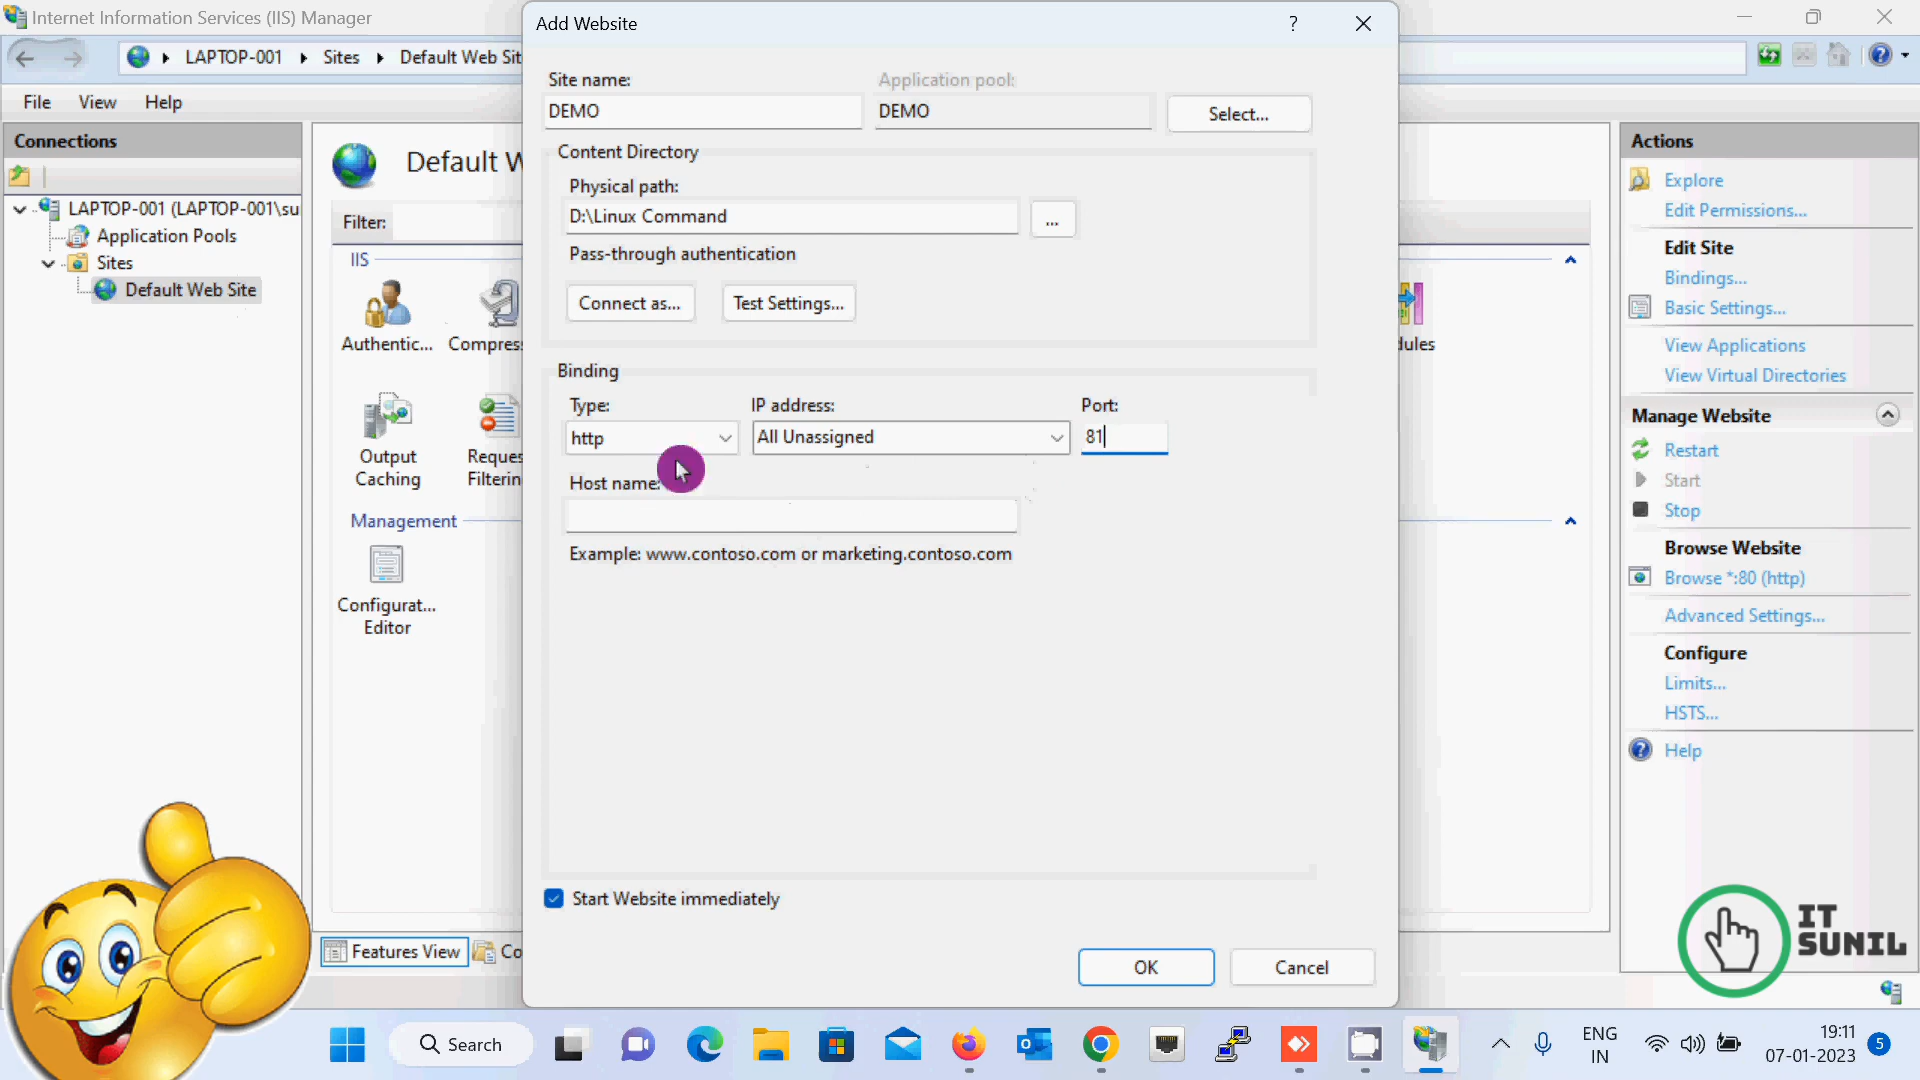 Internet Information Services (IIS) Manager
LAPTOP-001 Sites Default Web Sit
File View Help
Connections
LAPTOP-001 (LAPTOP-001\su
Application Pools
Sites
Default Web Site
Default W
Filter:
IIS
Authentic...
Compress
Output
Caching
Reques
Filterin
Management
Configurat...
Editor
dules
Features View
Co
Add Website
?
Site name:
Application pool:
DEMO
DEMO
Select...
Content Directory
Physical path:
D:\Linux Command
...
Pass-through authentication
Connect as...
Test Settings...
Binding
Type:
IP address:
Port:
http
All Unassigned
81
Host name:
Example: www.contoso.com or marketing.contoso.com
Start Website immediately
OK
Cancel
Actions
Explore
Edit Permissions...
Edit Site
Bindings...
Basic Settings...
View Applications
View Virtual Directories
Manage Website
Restart
Start
Stop
Browse Website
Browse *:80 (http)
Advanced Settings...
Configure
Limits...
HSTS...
Help
IT
SUNIL
Search
ENG
IN
19:11
07-01-2023
5